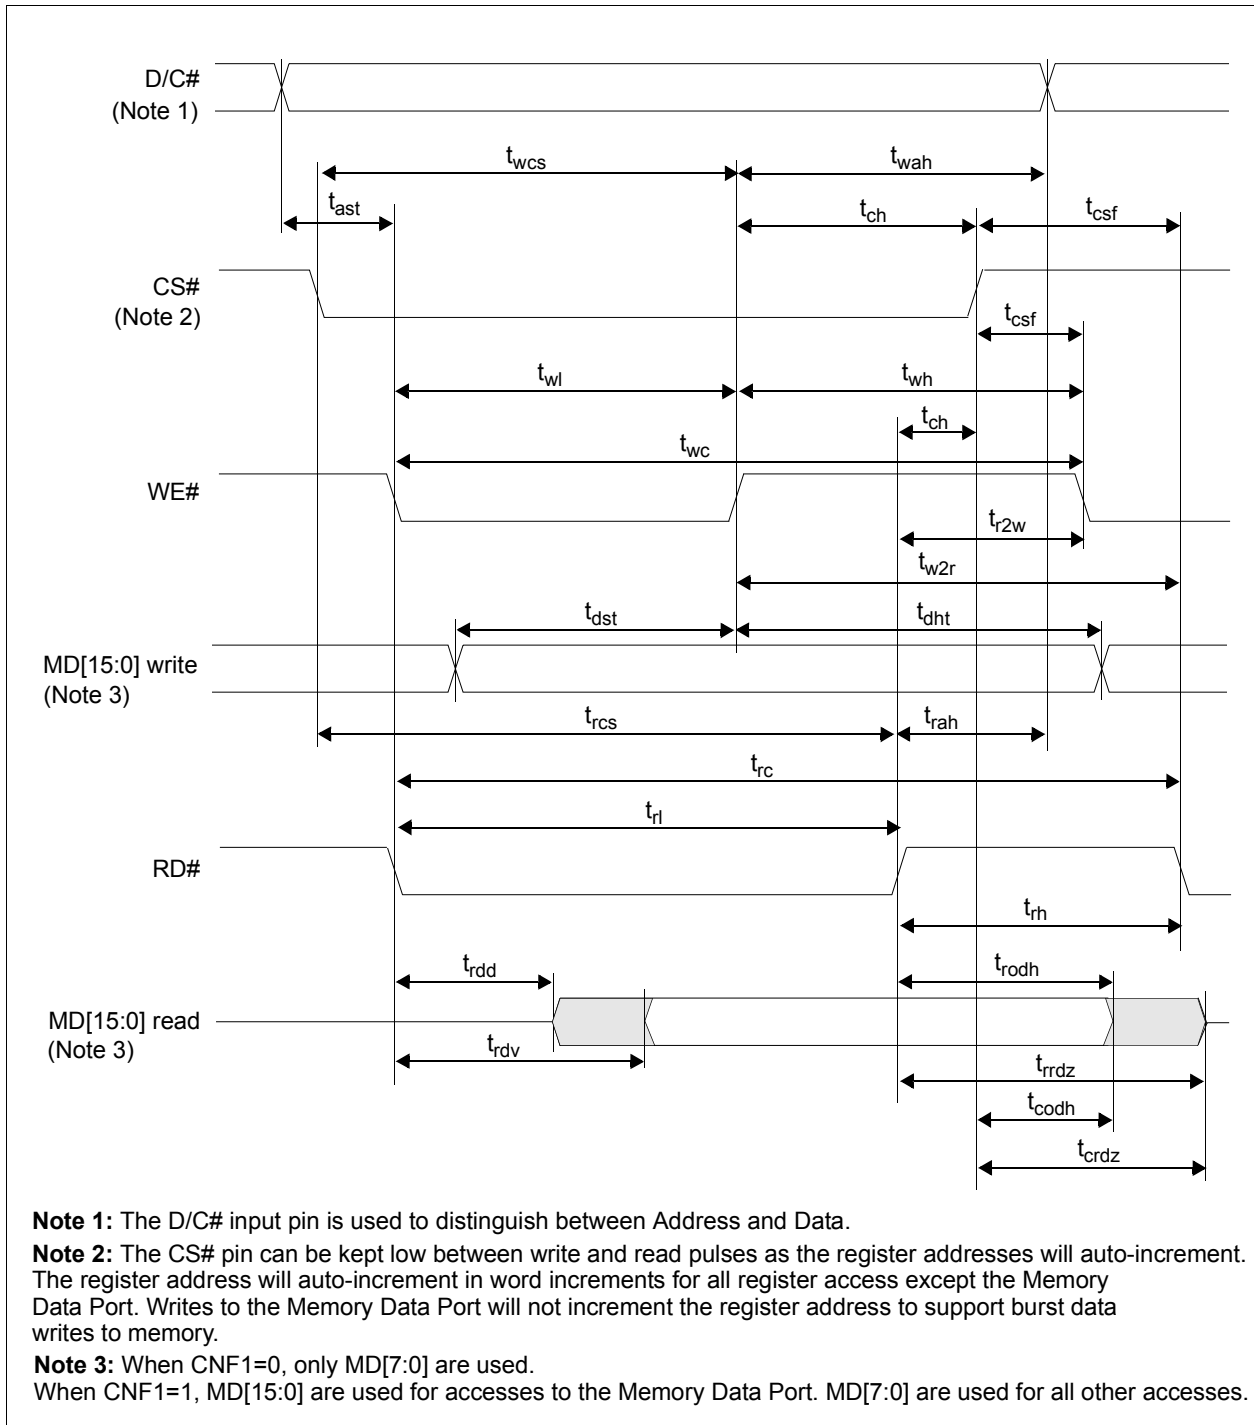 D/C#
(Note 1)
twcs
twah
tast
tch
tcsf
CS#
(Note 2)
tcsf
twl
twh
tch
twc
WE#
tr2w
tw2r
tdst
tdht
MD[15:0] write
(Note 3)
trcs
trah
trc
trl
RD#
trh
trdd
trodh
MD[15:0] read
(Note 3)
trdv
trrdz
tcodh
tcrdz
Note 1: The D/C# input pin is used to distinguish between Address and Data.
Note 2: The CS# pin can be kept low between write and read pulses as the register addresses will auto-increment.
The register address will auto-increment in word increments for all register access except the Memory
Data Port. Writes to the Memory Data Port will not increment the register address to support burst data
writes to memory.
Note 3: When CNF1=0, only MD[7:0] are used.
When CNF1=1, MD[15:0] are used for accesses to the Memory Data Port. MD[7:0] are used for all other accesses.